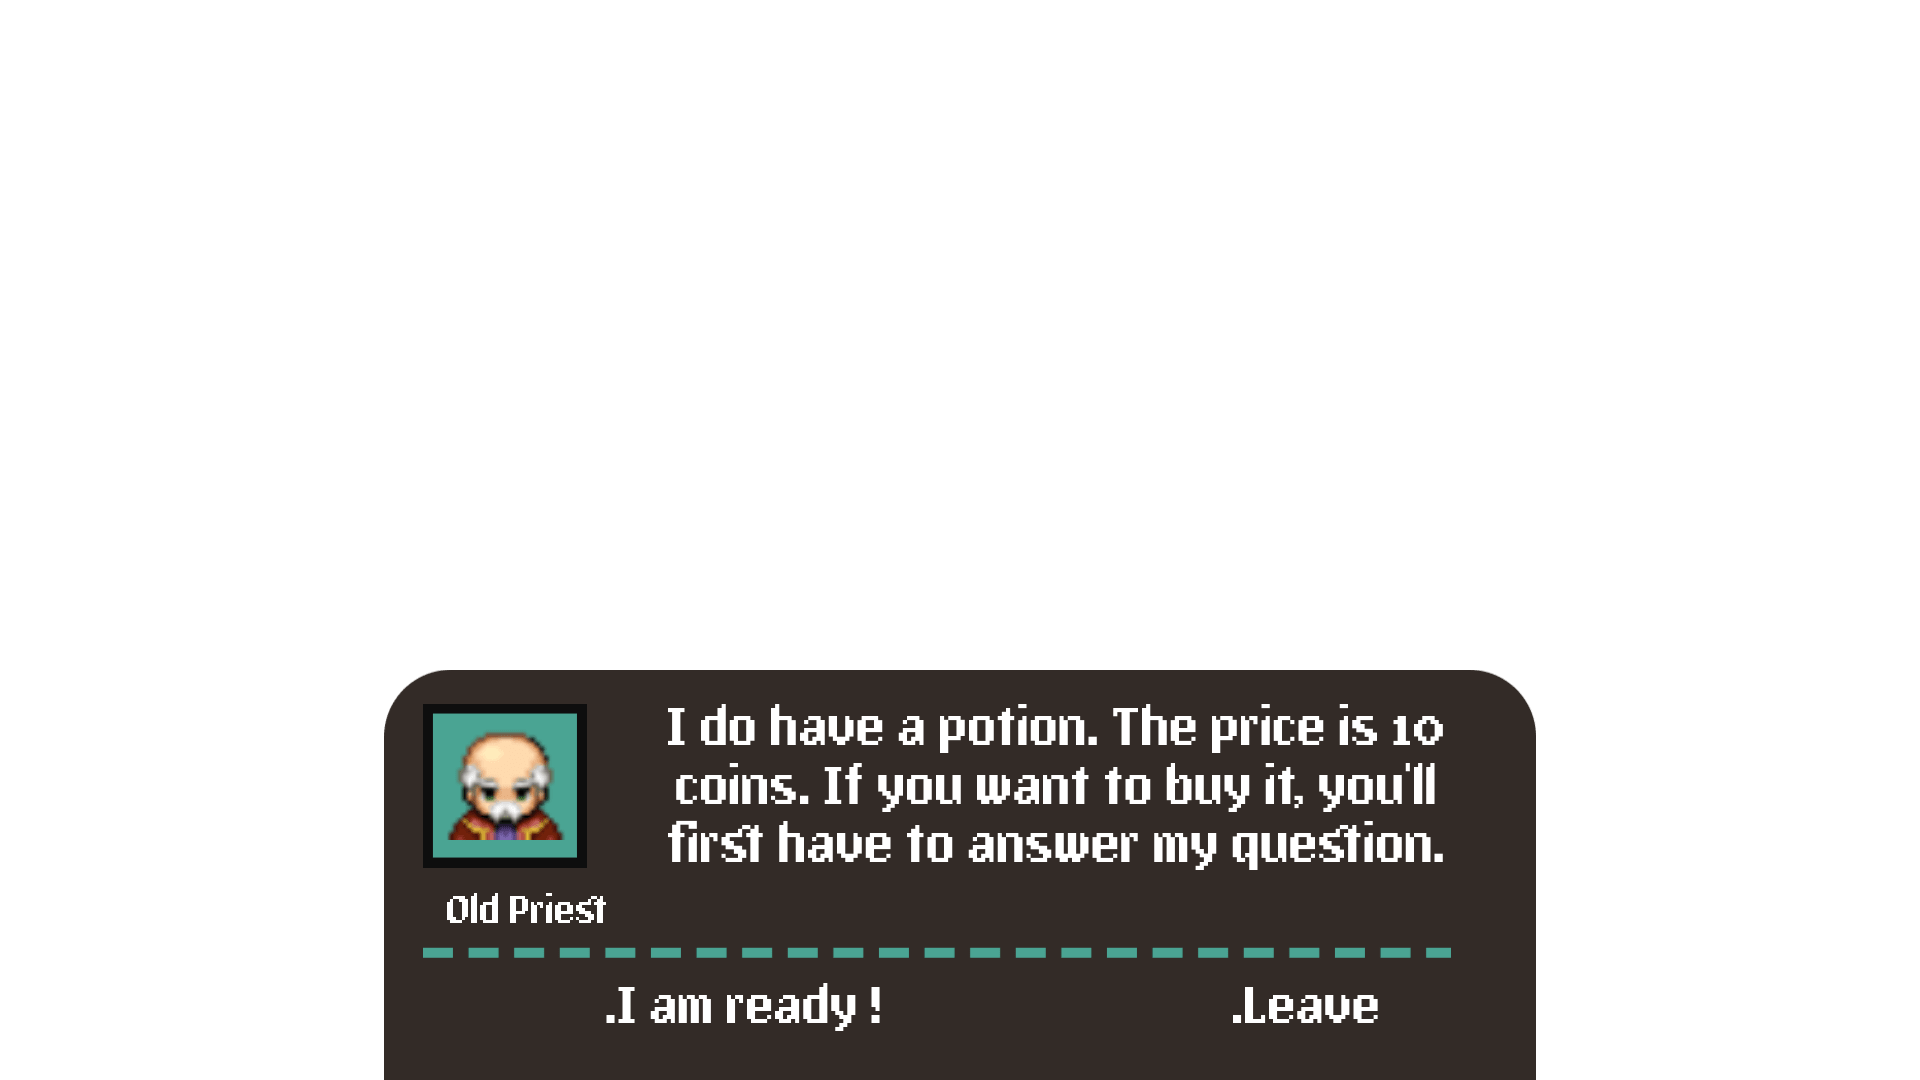 I do have a potion. The price is 10
coins. If you want to buy it, you'll
first have to answer my question.
Old Priest
.I am ready !
.Leave